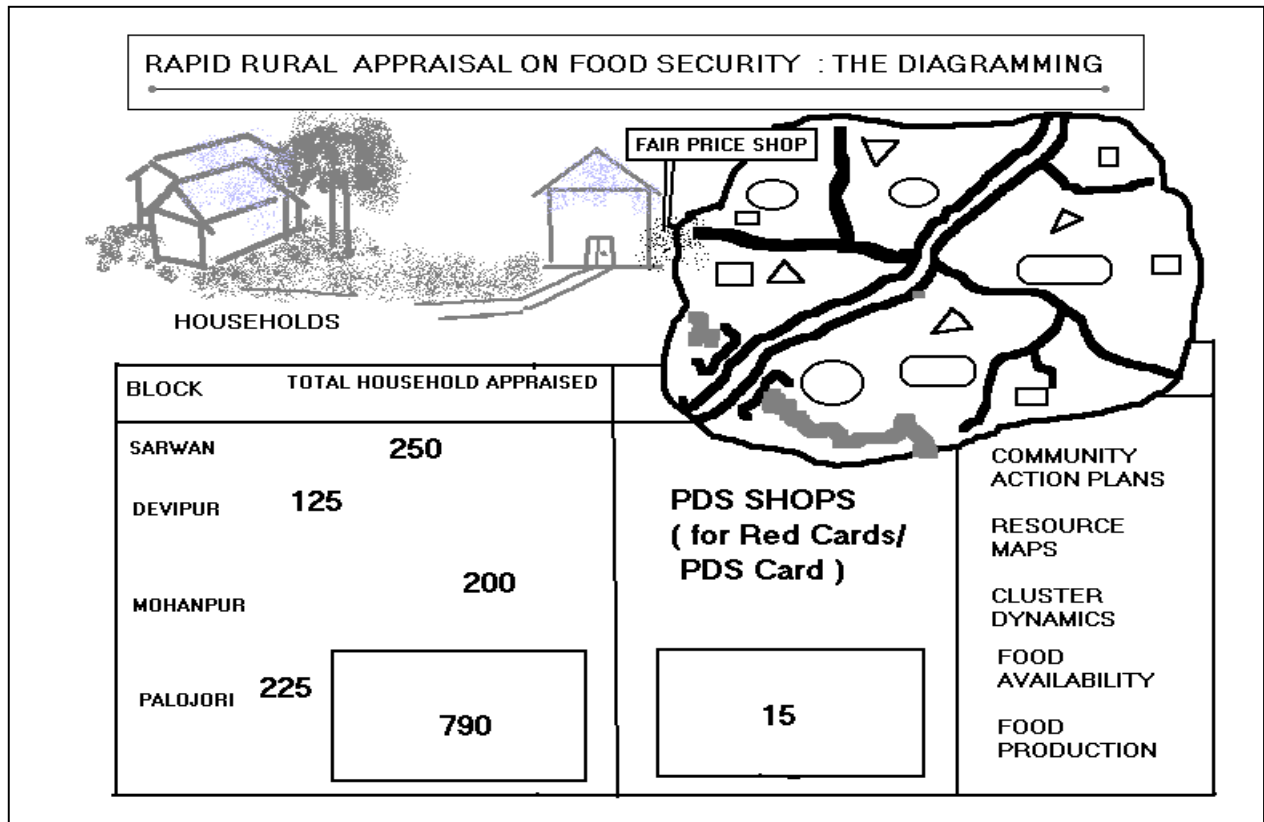 RAPID RURAL APPRAISAL ON FOOD SECURITY : THE DIAGRAMMING
FAIR PRICE SHOP
HOUSEHOLDS
BLOCK TOTAL HOUSEHOLD APPRAISED
SARWAN 250
DEVIPUR 125
MOHANPUR 200
PALOJORI 225
790
PDS SHOPS
( for Red Cards/
PDS Card )
15
COMMUNITY
ACTION PLANS
RESOURCE
MAPS
CLUSTER
DYNAMICS
FOOD
AVAILABILITY
FOOD
PRODUCTION